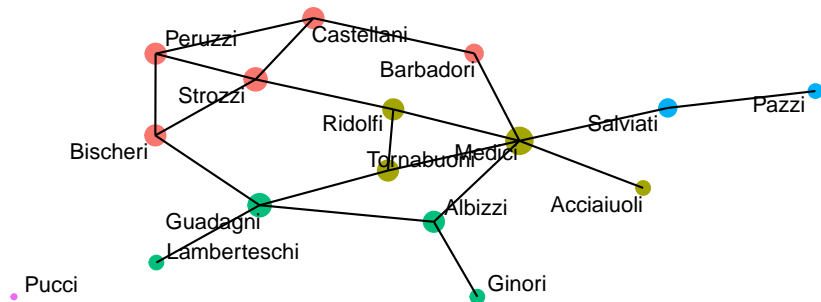 Peruzzi
Castellani
Barbadori
Strozzi
Pazzi
Ridolfi
Salviati
Bischeri
Tornabuoni
Medici
Acciaiuoli
Guadagni
Albizzi
Lamberteschi
Pucci
Ginori